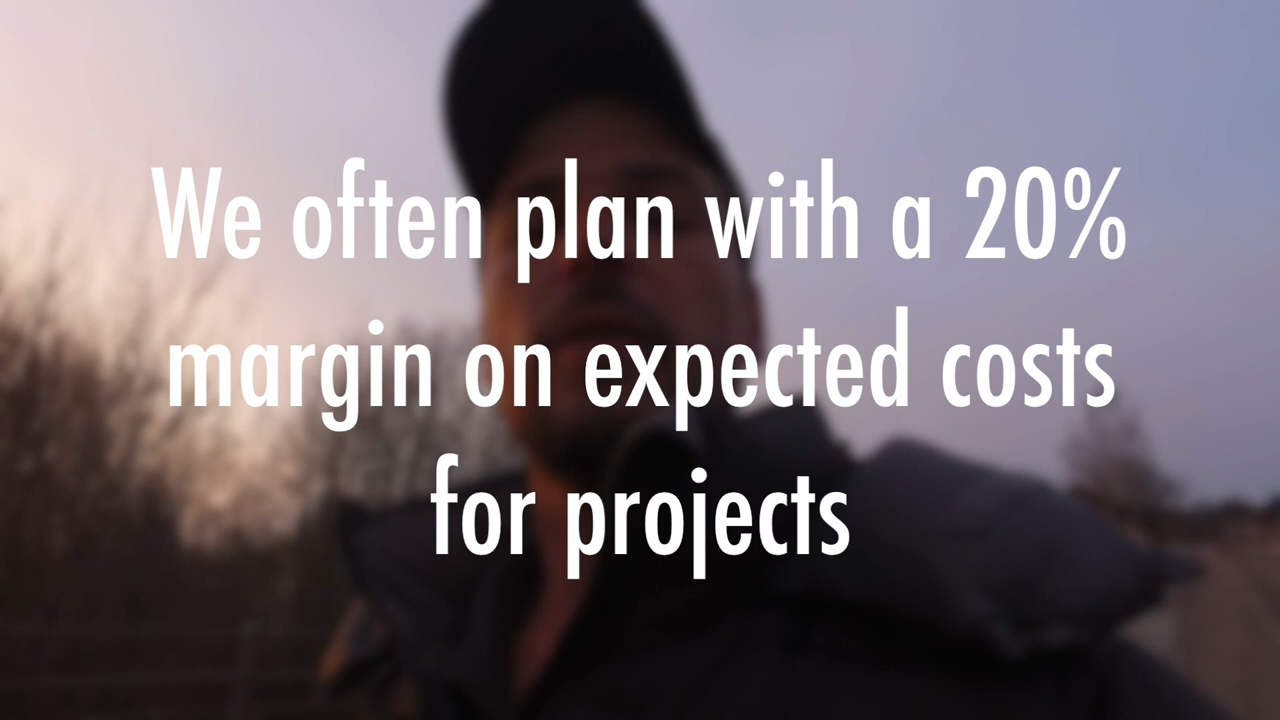 We often plan with a 20%
margin on expected costs
for projects